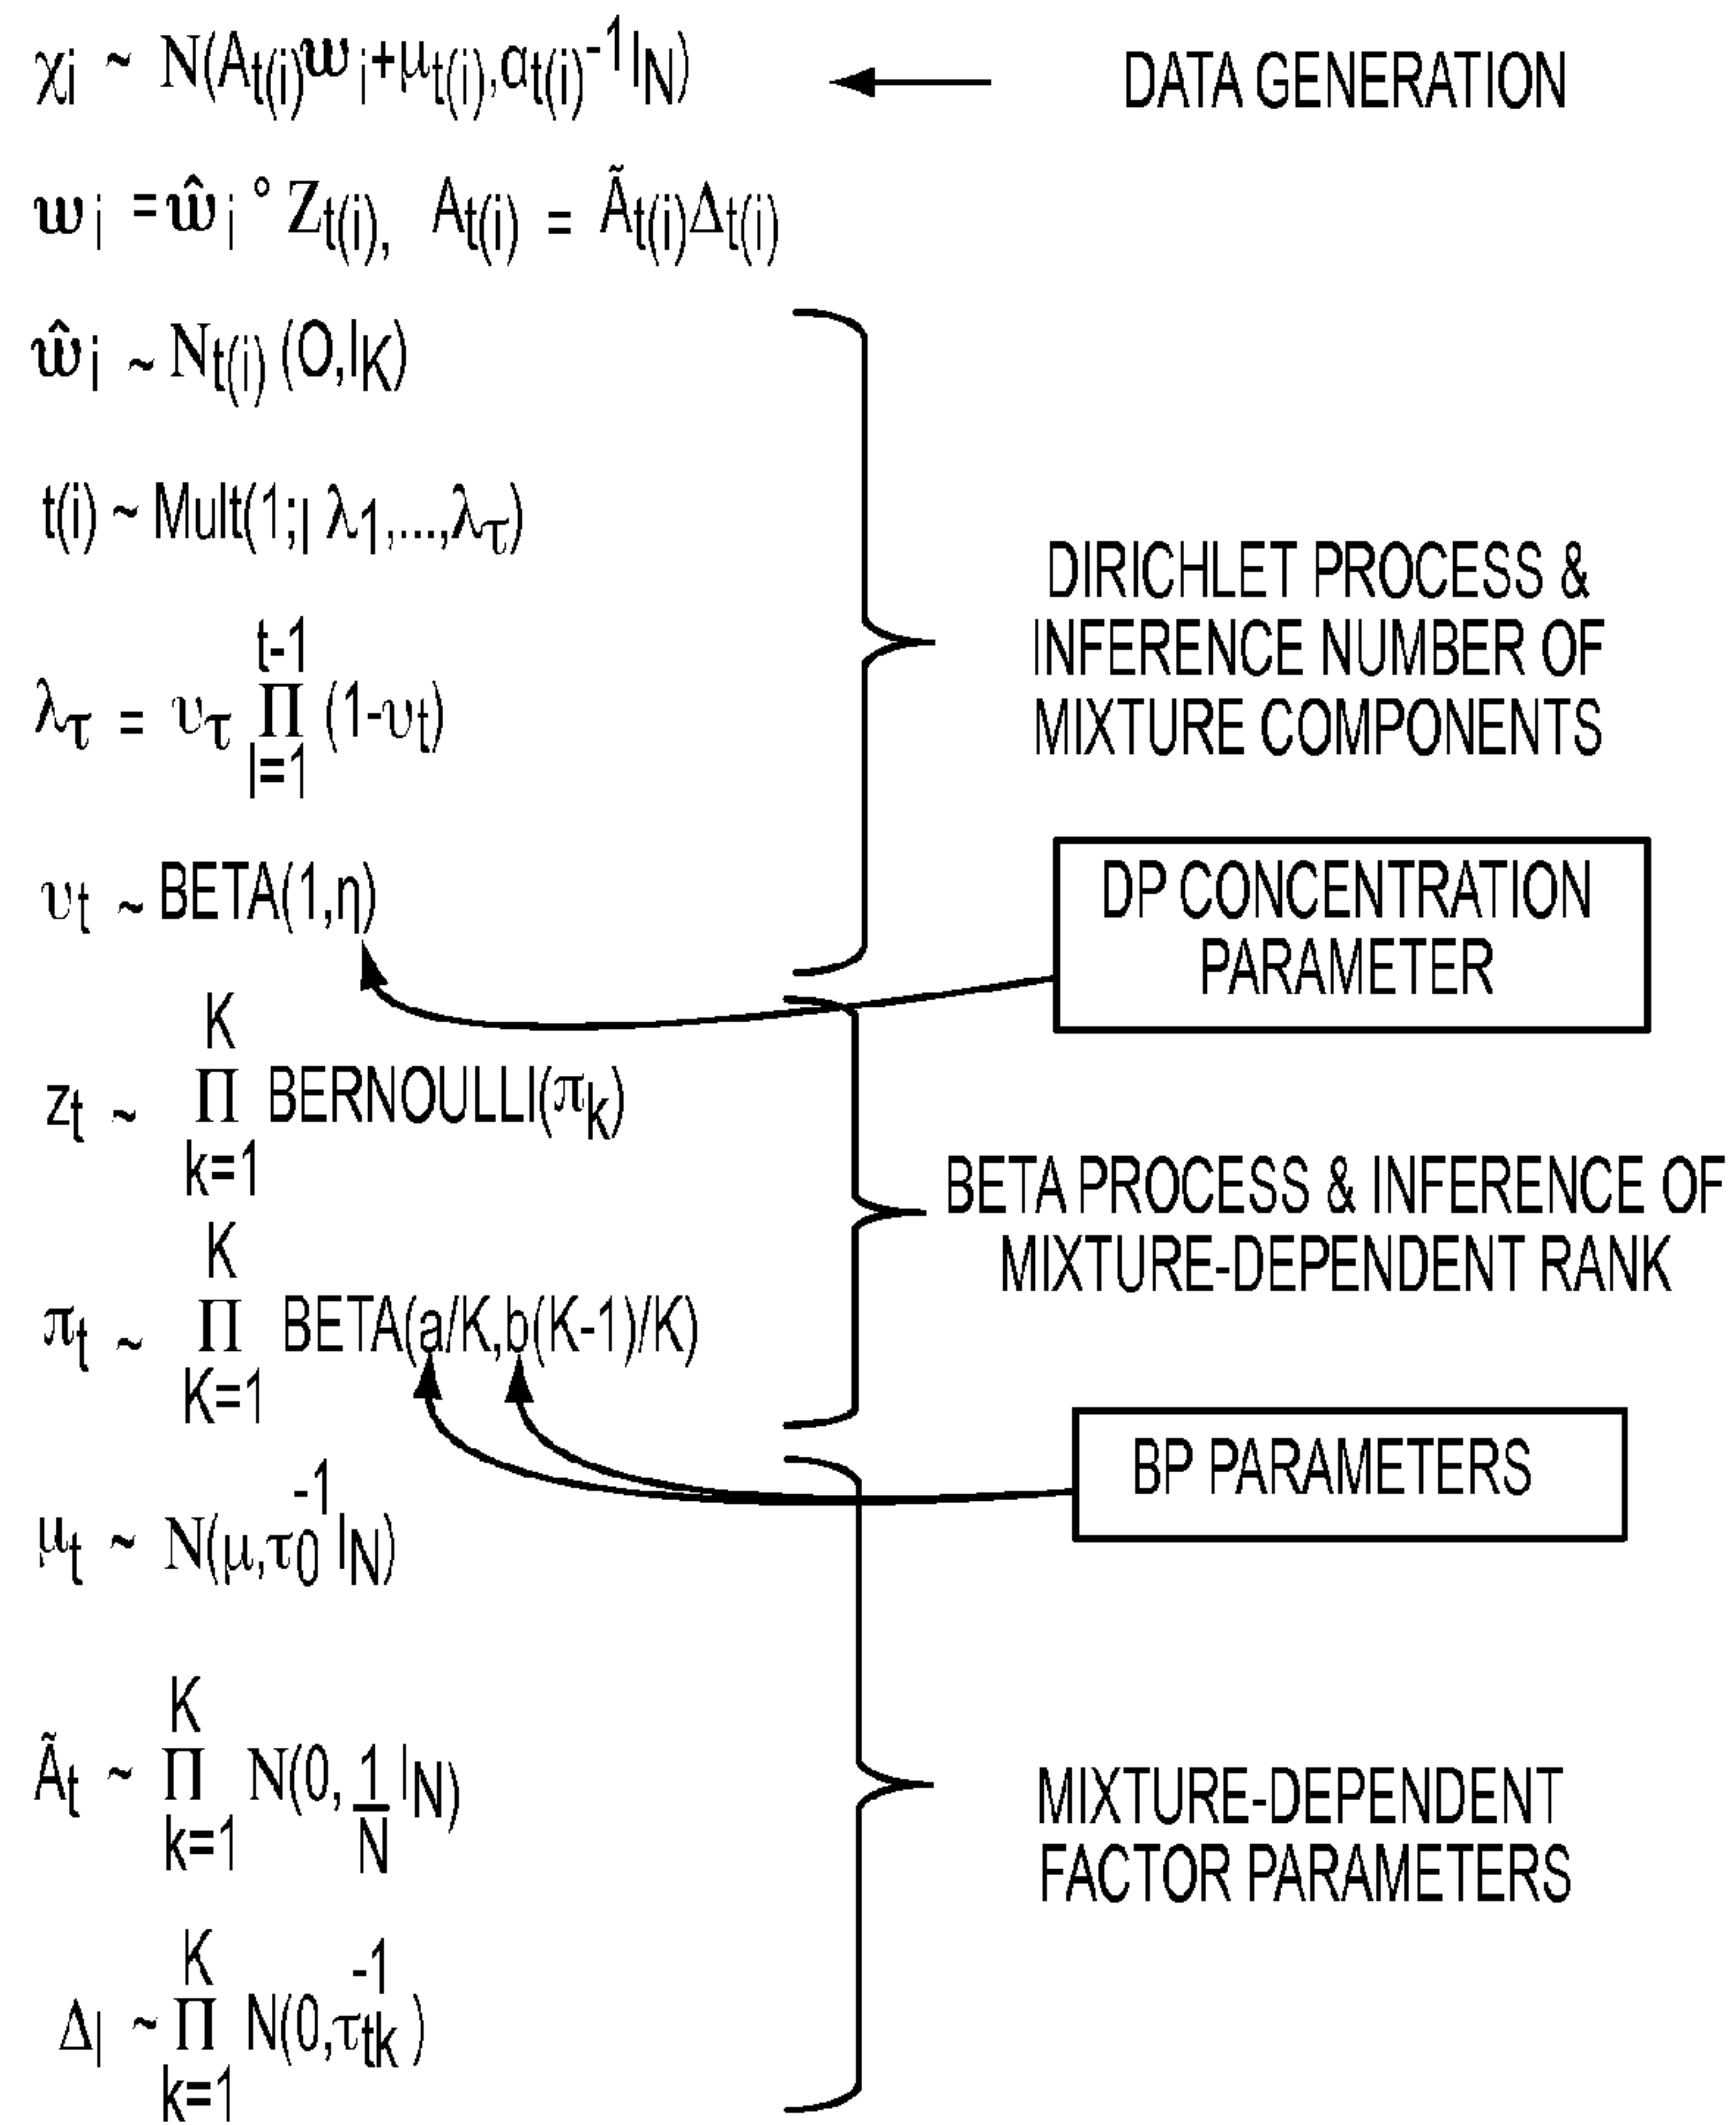 χi ~ N(At(i)wi+μt(i),αt(i)-1IN) ← DATA GENERATION
wi =ŵi ° Zt(i), At(i) = Ãt(i)Δt(i)
ŵi ~ Nt(i) (O,IK)
t(i) ~ Mult(1;| λ1,...,λτ)
DIRICHLET PROCESS &
INFERENCE NUMBER OF
MIXTURE COMPONENTS
t-1
λτ = υτ Π (1-υt)
l=1
υt ~ BETA(1,η)
DP CONCENTRATION
PARAMETER
K
zt ~ Π BERNOULLI(πk)
k=1
BETA PROCESS & INFERENCE OF
MIXTURE-DEPENDENT RANK
K
πt ~ Π BETA(a/K,b(K-1)/K)
K=1
BP PARAMETERS
-1
μt ~ N(μ,τ0 IN)
K
Ãt ~ Π N(0, 1 IN)
k=1 N
MIXTURE-DEPENDENT
FACTOR PARAMETERS
K -1
Δl ~ Π N(0,τtk )
k=1